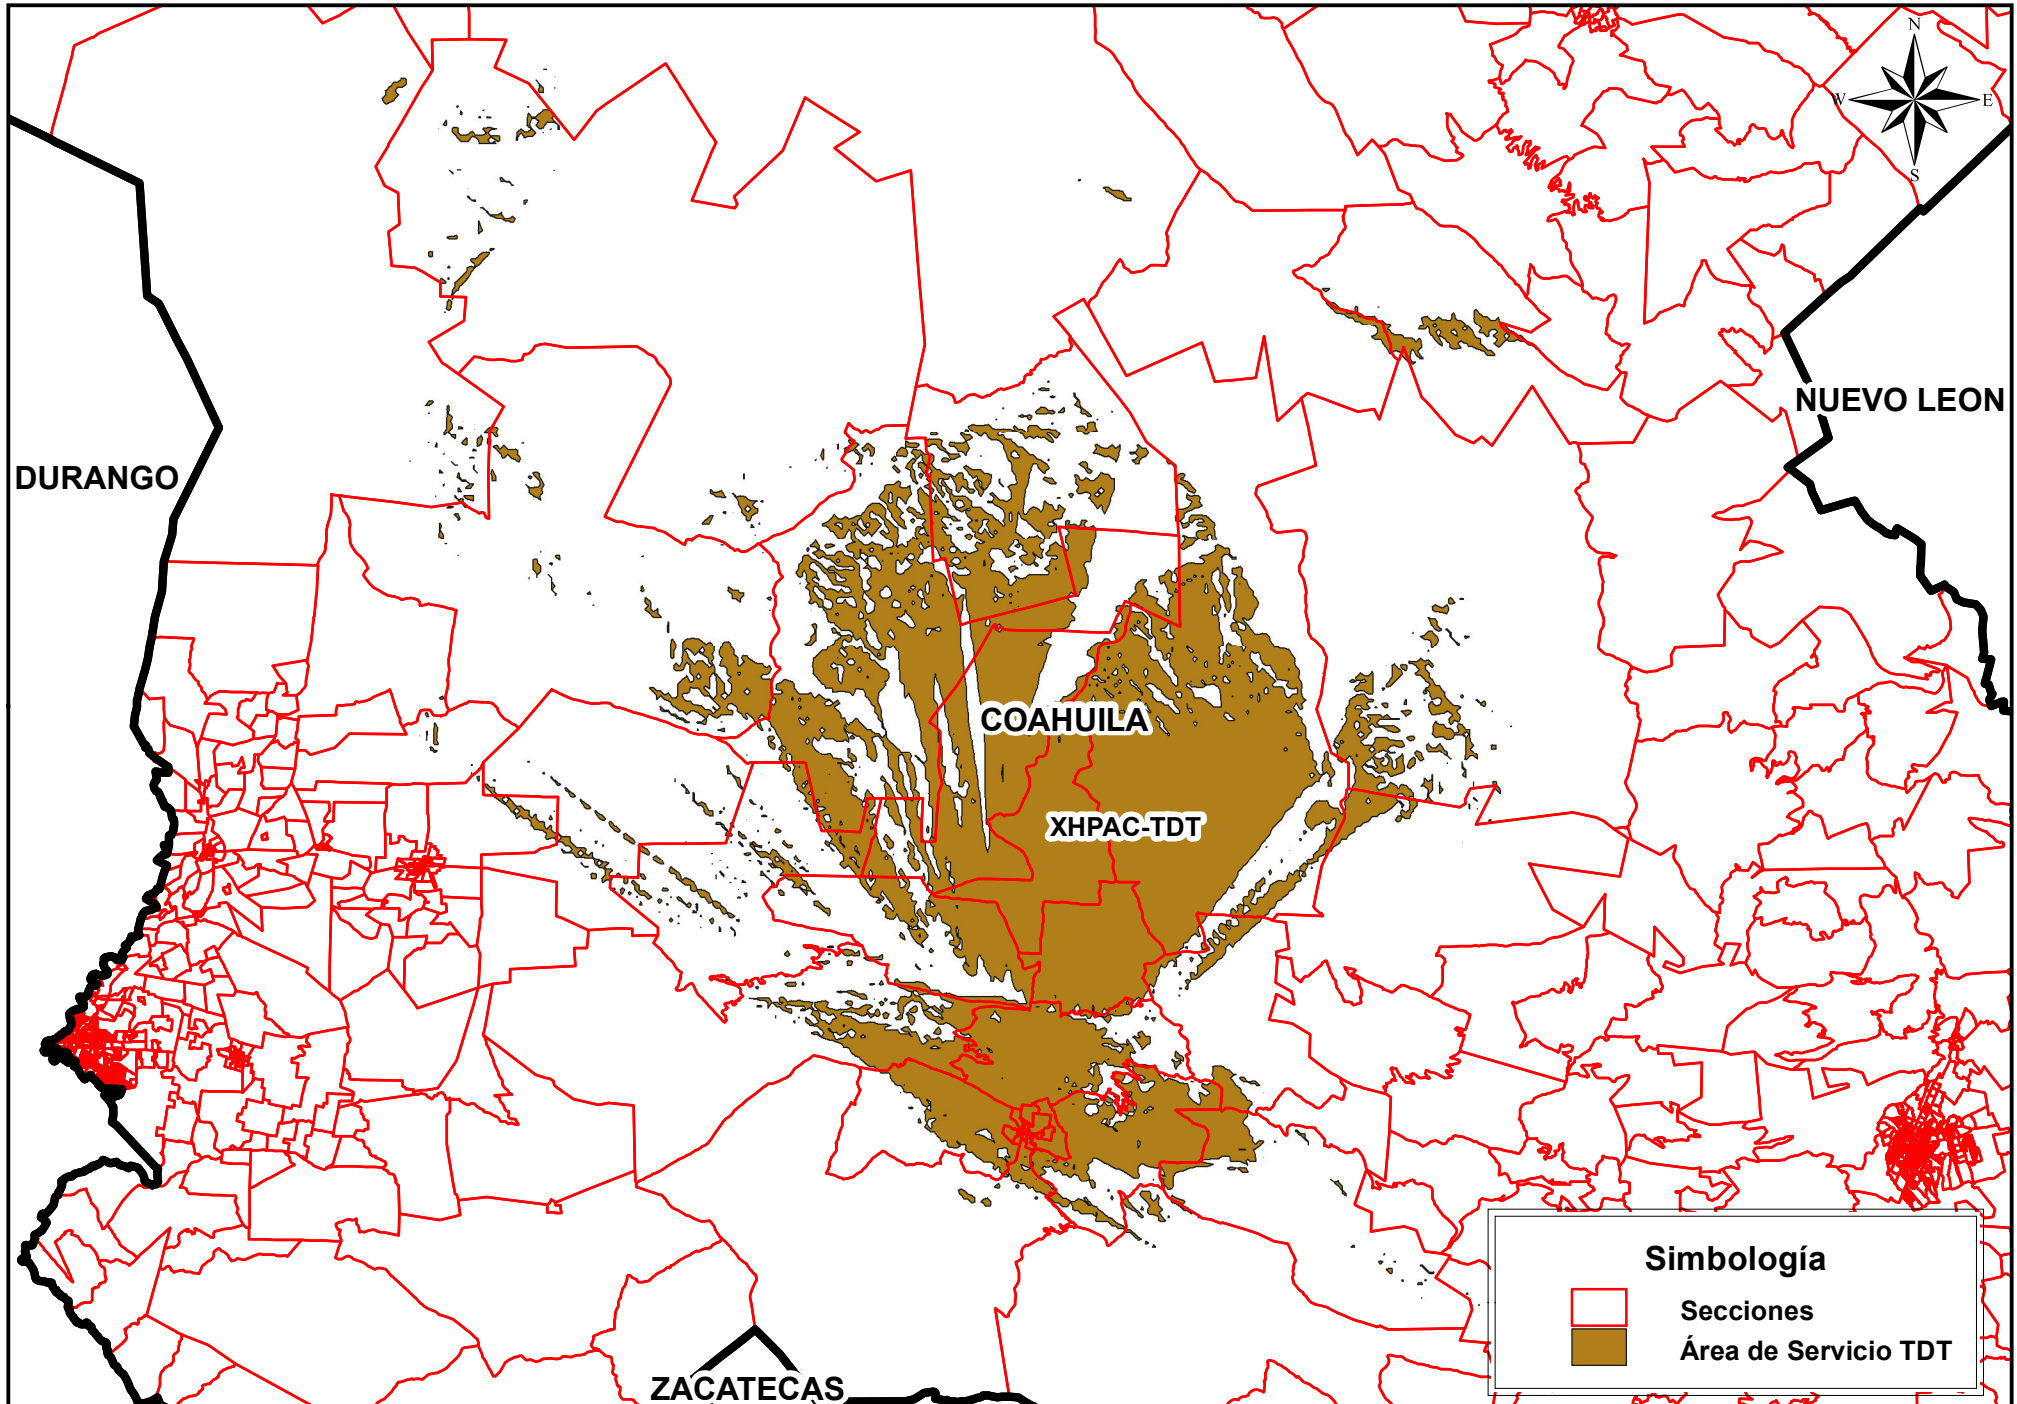 N
W E
S
NUEVO LEON
DURANGO
COAHUILA
XHPAC-TDT
Simbología
Secciones
Área de Servicio TDT
ZACATECAS